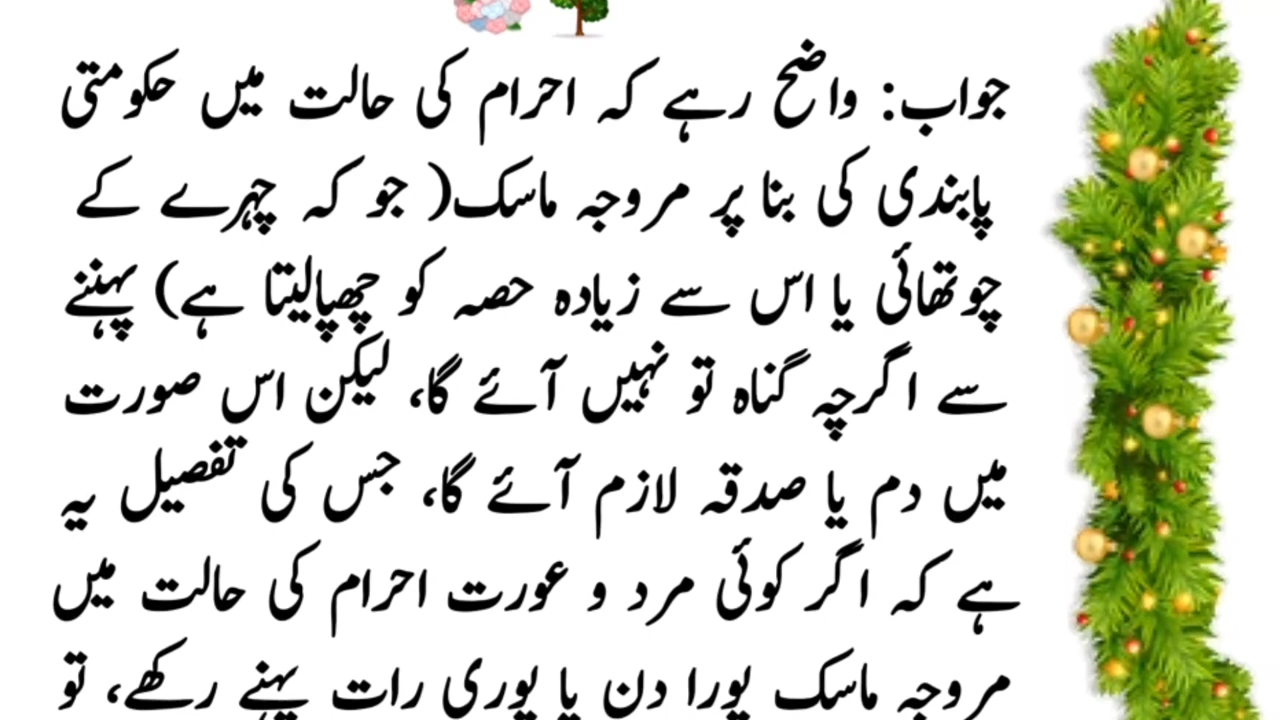 جواب: واضح رہے کہ احرام کی حالت میں حکومتی
پابندی کی بنا پر مروجہ ماسک( جو کہ چہرے کے
چوتھائی یا اس سے زیادہ حصہ کو چھپالیتا ہے) پہننے
سے اگرچہ گناہ تو نہیں آئے گا، لیکن اس صورت
میں دم یا صدقہ لازم آئے گا، جس کی تفصیل یہ
ہے کہ اگر کوئی مرد و عورت احرام کی حالت میں
مروجہ ماسک پورا دن یا پوری رات پہنے رکھے، تو